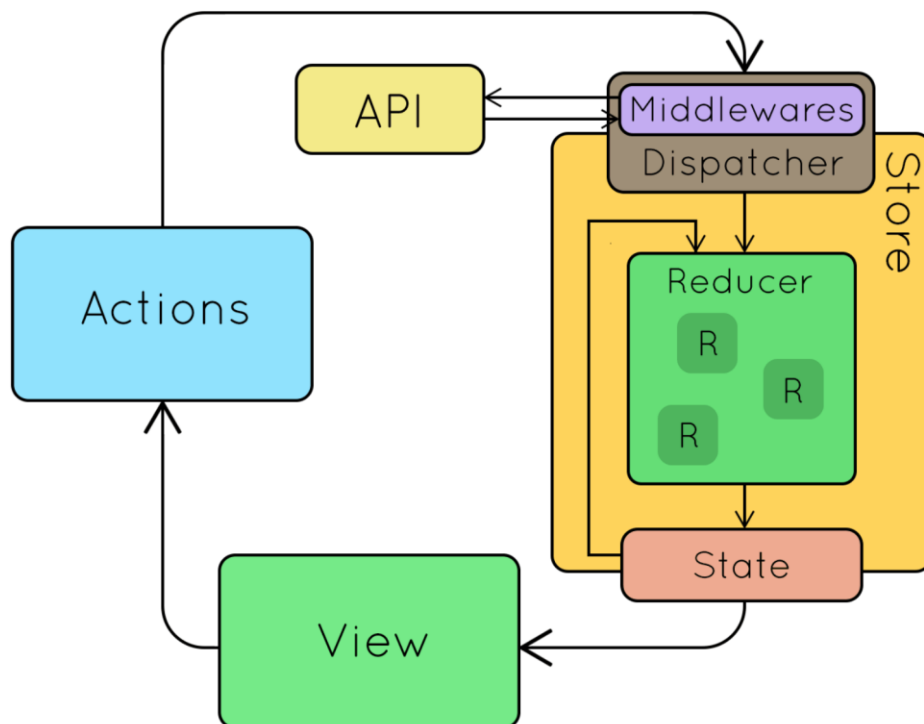 API
Middlewares
Dispatcher
Store
Actions
Reducer
R
R
R
State
View